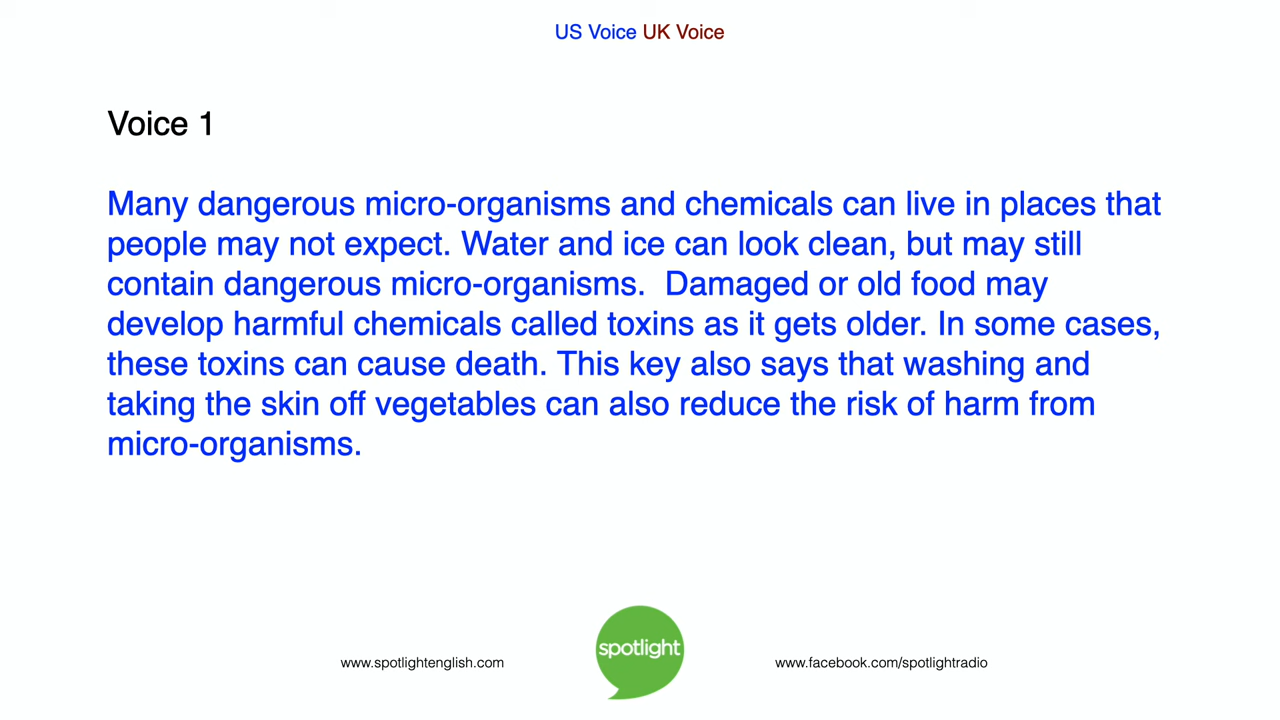 US Voice UK Voice
Voice 1
Many dangerous micro-organisms and chemicals can live in places that
people may not expect. Water and ice can look clean, but may still
contain dangerous micro-organisms.  Damaged or old food may
develop harmful chemicals called toxins as it gets older. In some cases,
these toxins can cause death. This key also says that washing and
taking the skin off vegetables can also reduce the risk of harm from
micro-organisms.
spotlight
www.spotlightenglish.com
www.facebook.com/spotlightradio